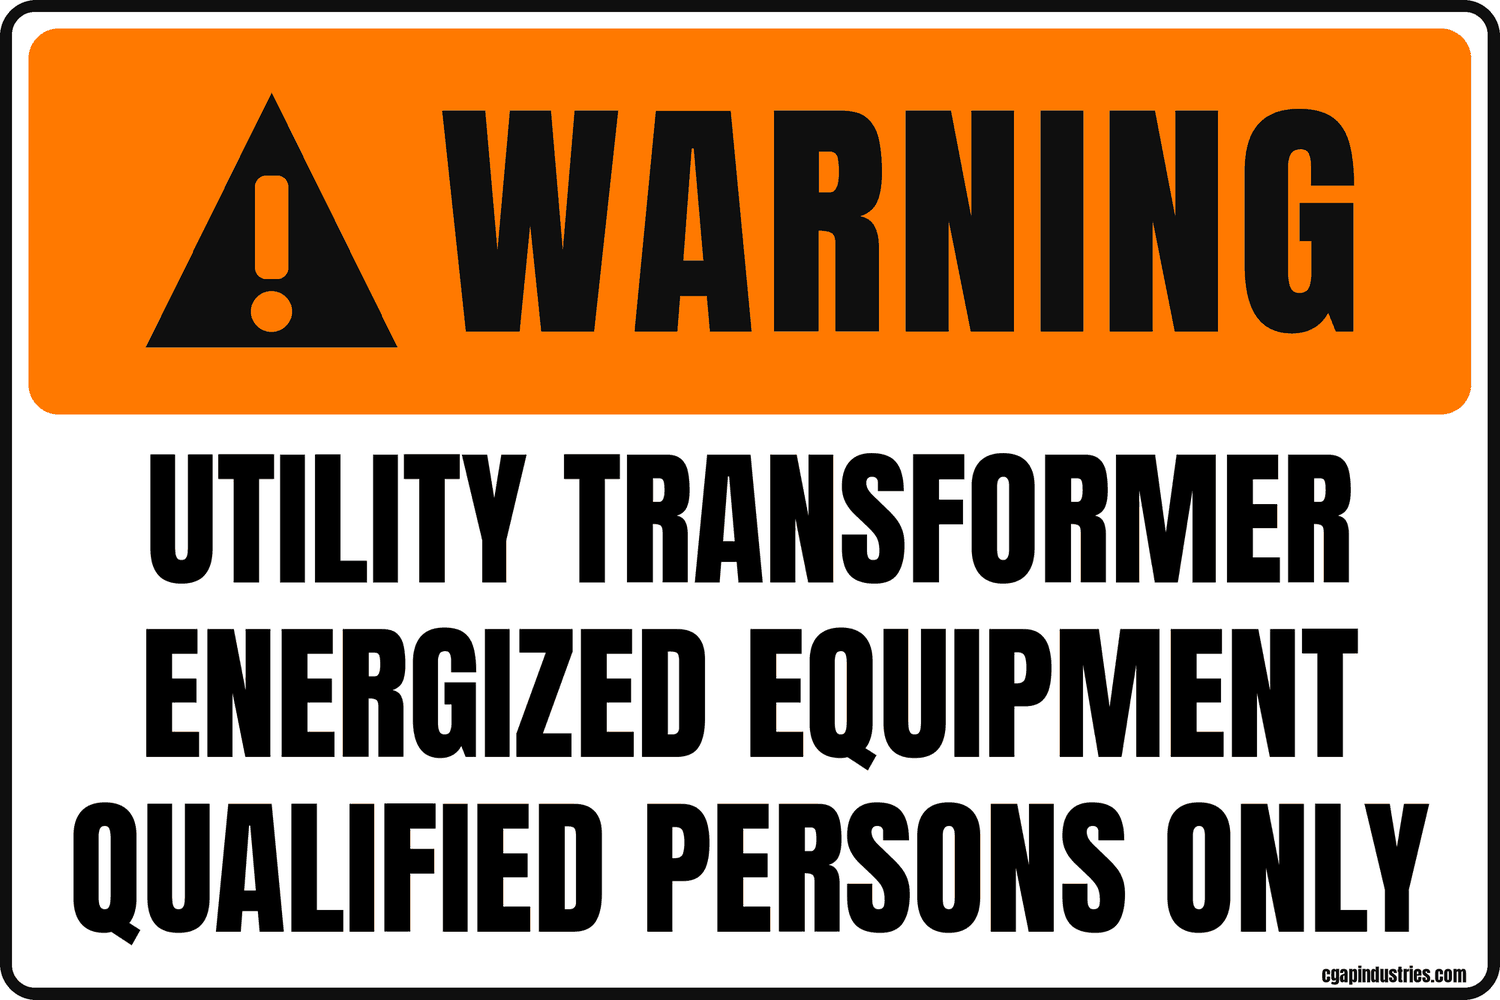 WARNING
UTILITY TRANSFORMER
ENERGIZED EQUIPMENT
QUALIFIED PERSONS ONLY
cgapindustries.com